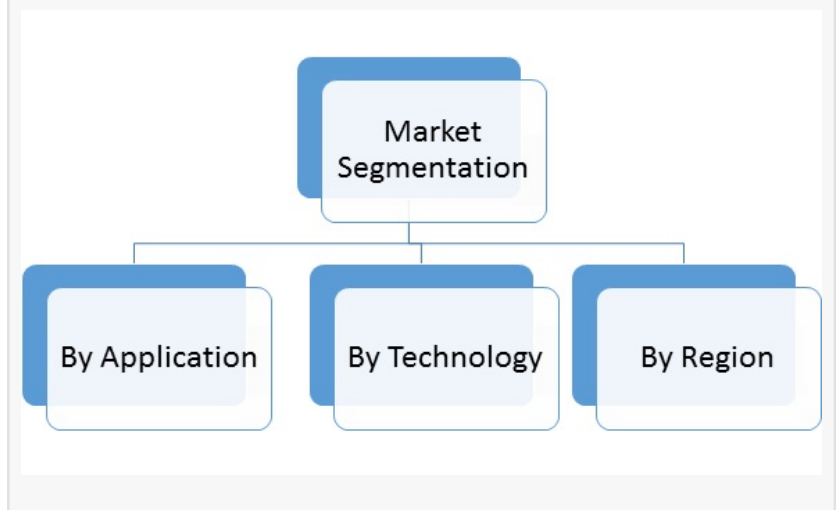 Market
Segmentation
By Application
By Technology
By Region